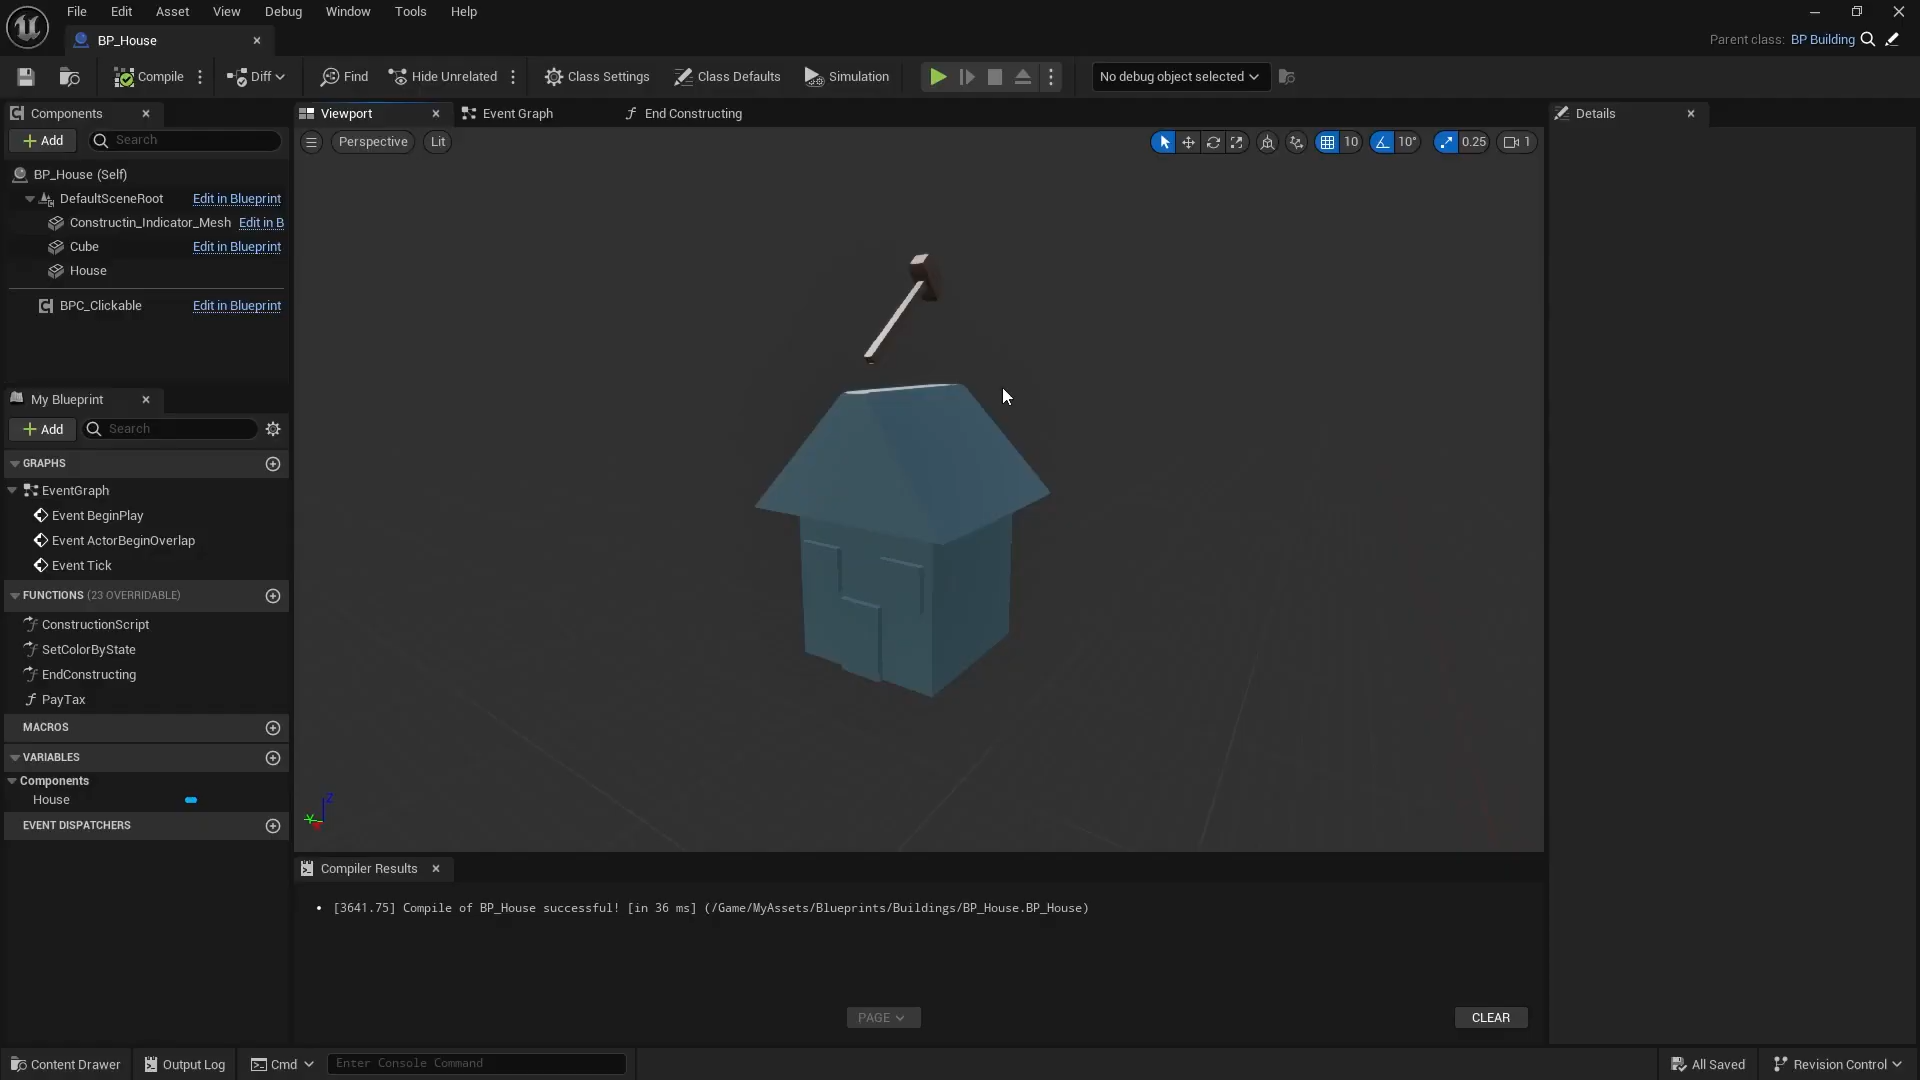 File Edit Asset View Debug Window Tools Help
BP_House
Parent class: BP Building
Compile Diff Find Hide Unrelated Class Settings Class Defaults Simulation No debug object selected
Components
Viewport Event Graph End Constructing
Details
Add Search
Perspective Lit 10 10° 0.25 1
BP_House (Self)
DefaultSceneRoot Edit in Blueprint
Constructin_Indicator_Mesh Edit in B
Cube Edit in Blueprint
House
BPC_Clickable Edit in Blueprint
My Blueprint
Add Search
GRAPHS
EventGraph
Event BeginPlay
Event ActorBeginOverlap
Event Tick
FUNCTIONS (23 OVERRIDABLE)
ConstructionScript
SetColorByState
EndConstructing
PayTax
MACROS
VARIABLES
Components
House
EVENT DISPATCHERS
Z
Y
Compiler Results
[3641.75] Compile of BP_House successful! [in 36 ms] (/Game/MyAssets/Blueprints/Buildings/BP_House.BP_House)
PAGE
CLEAR
Content Drawer Output Log Cmd Enter Console Command All Saved Revision Control